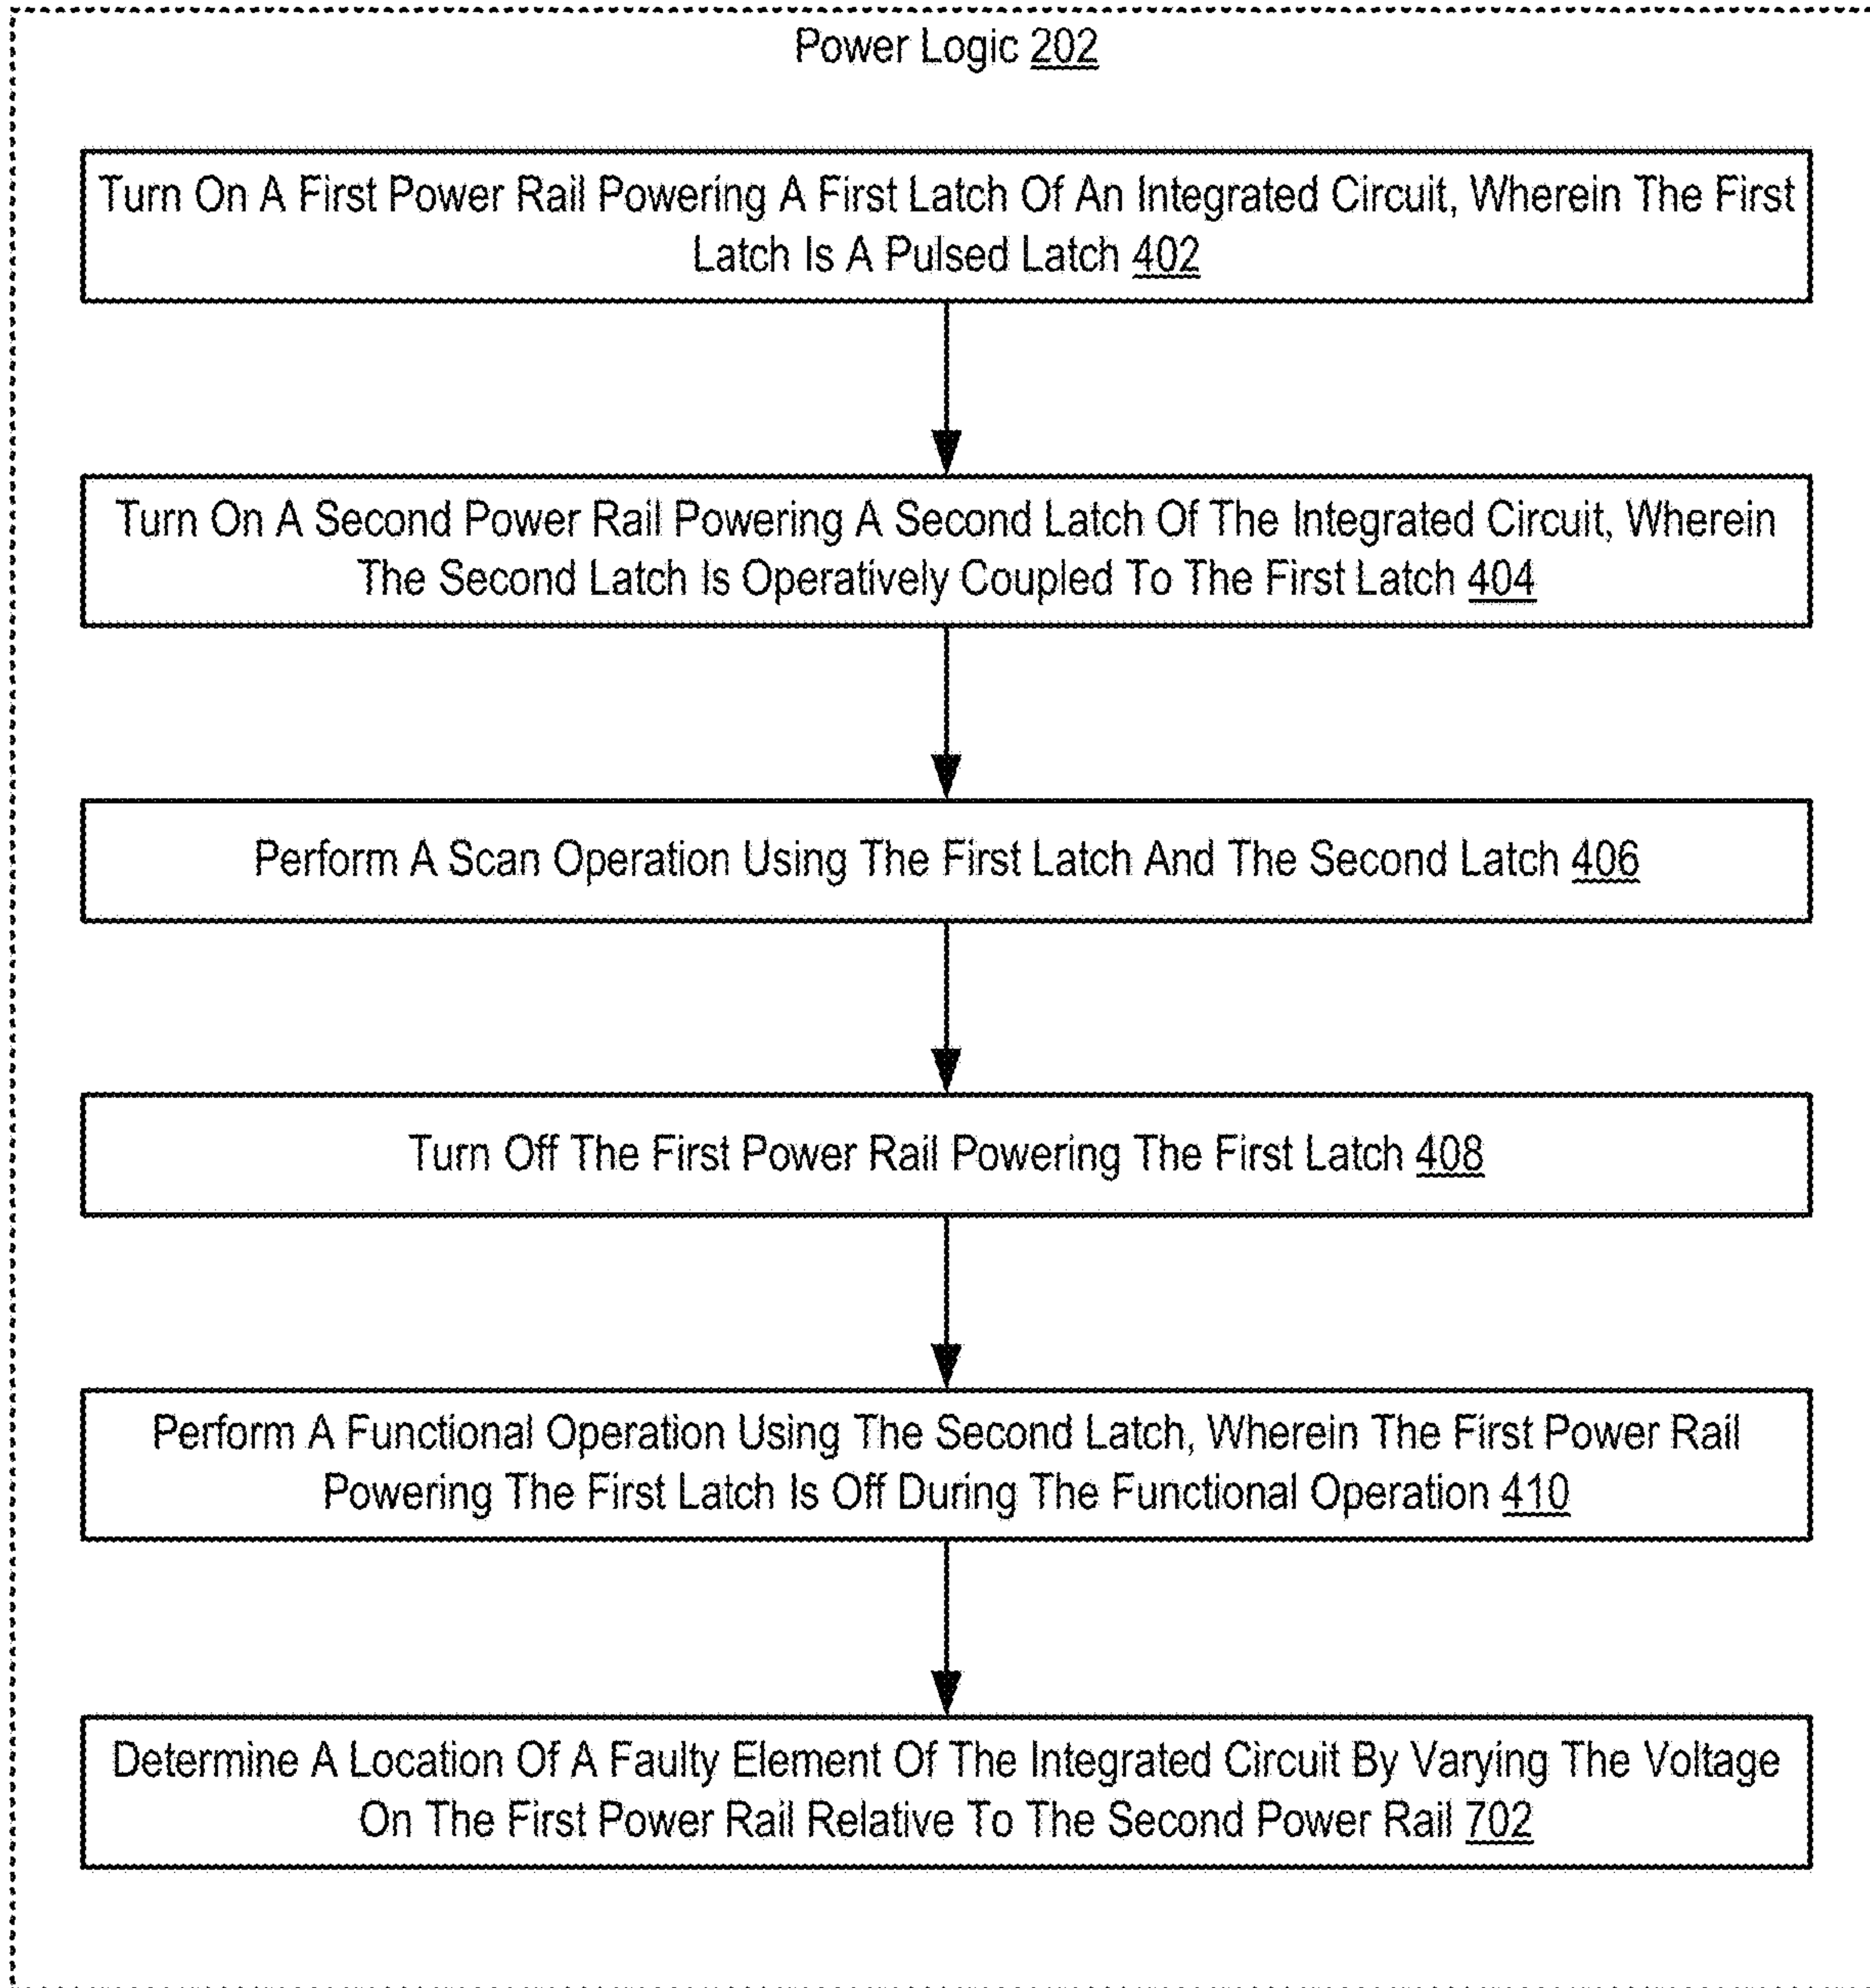 Power Logic 202
Turn On A First Power Rail Powering A First Latch Of An Integrated Circuit, Wherein The First
Latch Is A Pulsed Latch 402
Turn On A Second Power Rail Powering A Second Latch Of The Integrated Circuit, Wherein
The Second Latch Is Operatively Coupled To The First Latch 404
Perform A Scan Operation Using The First Latch And The Second Latch 406
Turn Off The First Power Rail Powering The First Latch 408
Perform A Functional Operation Using The Second Latch, Wherein The First Power Rail
Powering The First Latch Is Off During The Functional Operation 410
Determine A Location Of A Faulty Element Of The Integrated Circuit By Varying The Voltage
On The First Power Rail Relative To The Second Power Rail 702